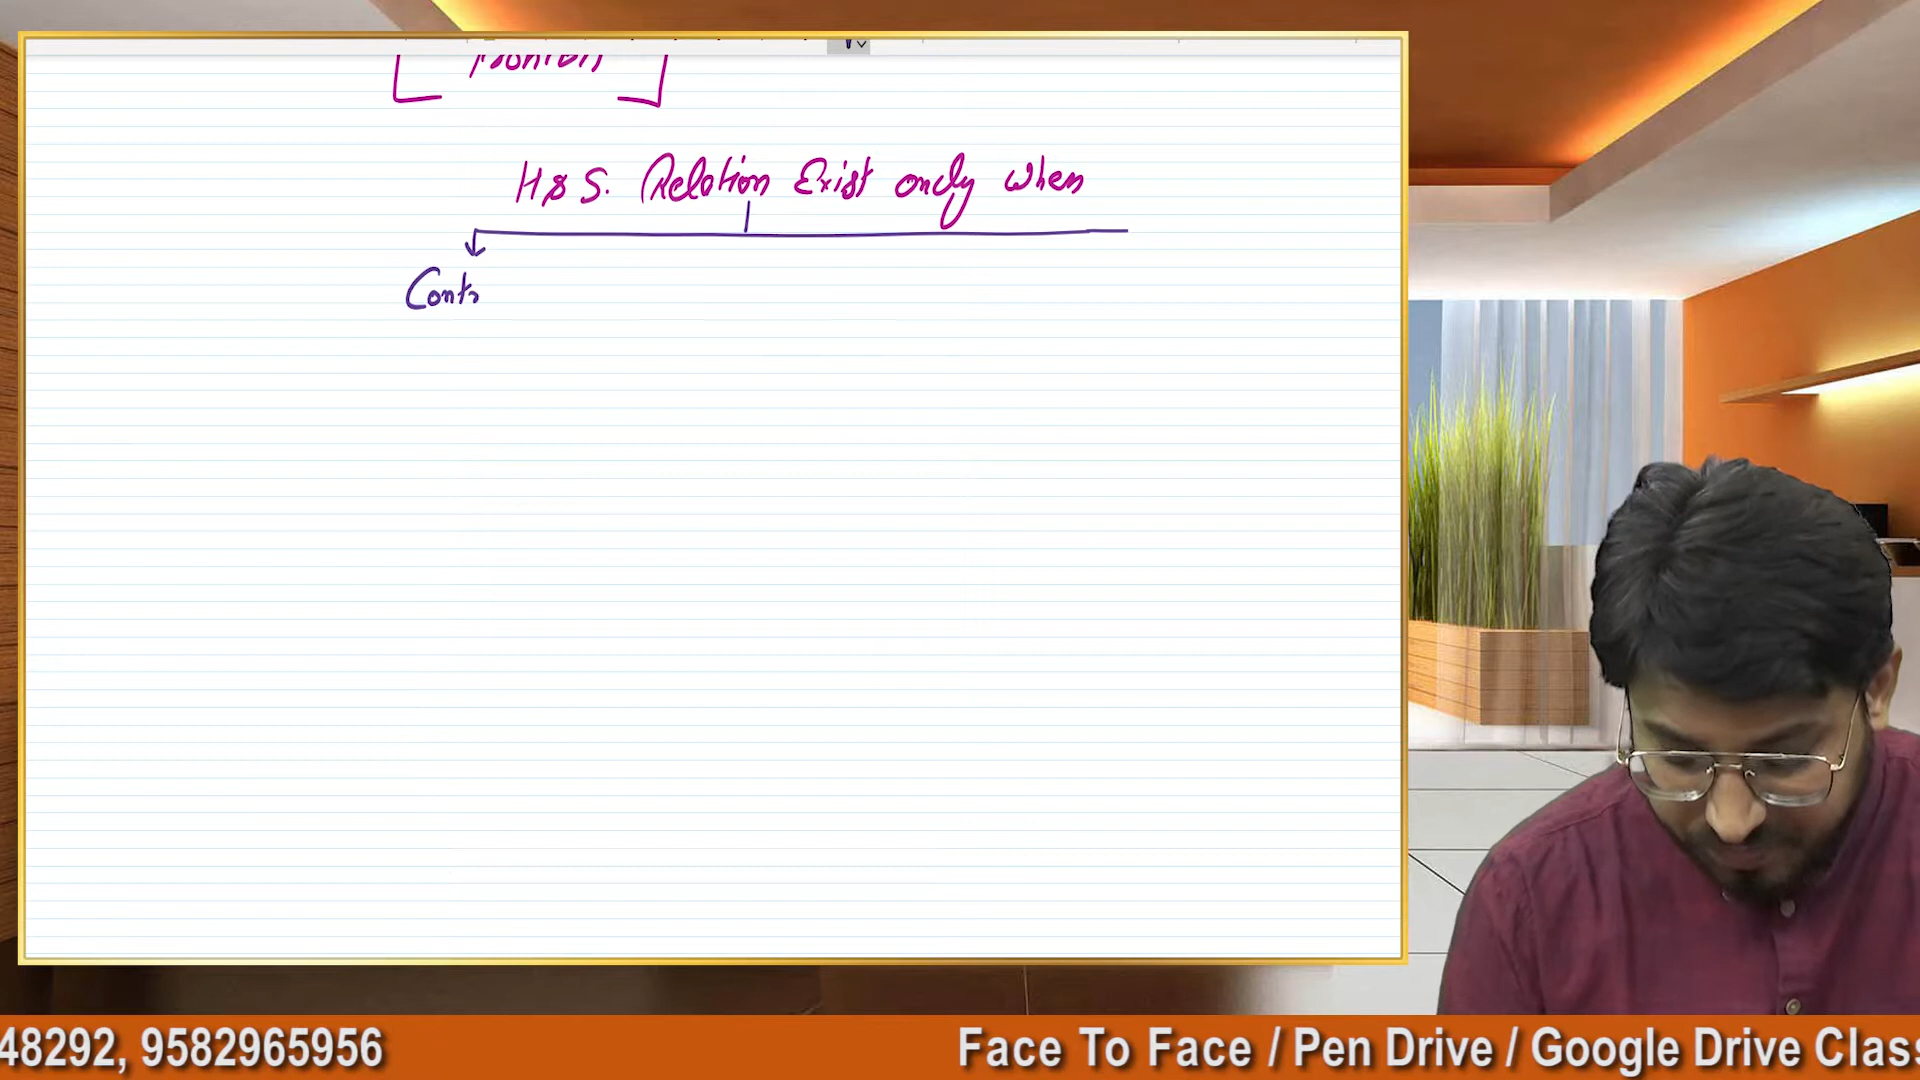 H & S. Relation Exist only when
Conts
48292, 9582965956
Face To Face / Pen Drive / Google Drive Clas